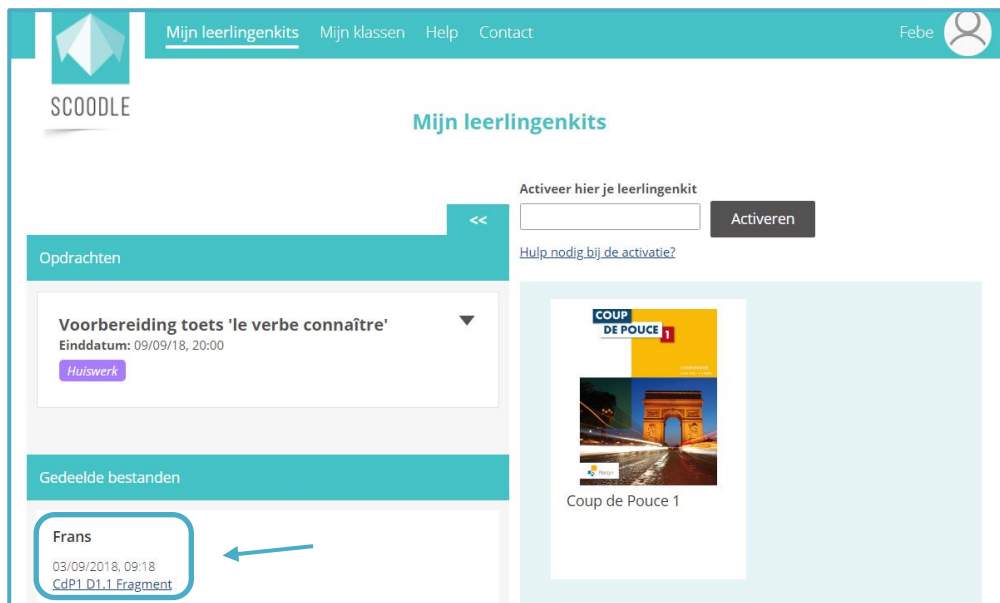 Mijn leerlingenkits Mijn klassen Help Contact Febe
SCOODLE
Mijn leerlingenkits
Activeer hier je leerlingenkit
<< Activeren
Hulp nodig bij de activatie?
Opdrachten
Voorbereiding toets 'le verbe connaître'
Einddatum: 09/09/18, 20:00
Huiswerk
COUP
DE POUCE 1
Plantyn
Coup de Pouce 1
Gedeelde bestanden
Frans
03/09/2018, 09:18
CdP1 D1.1 Fragment